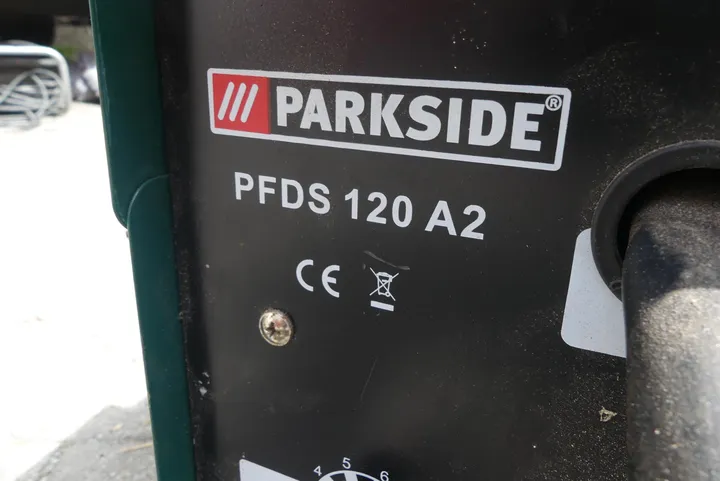 PARKSIDE®
PFDS 120 A2
CE
4 5 6